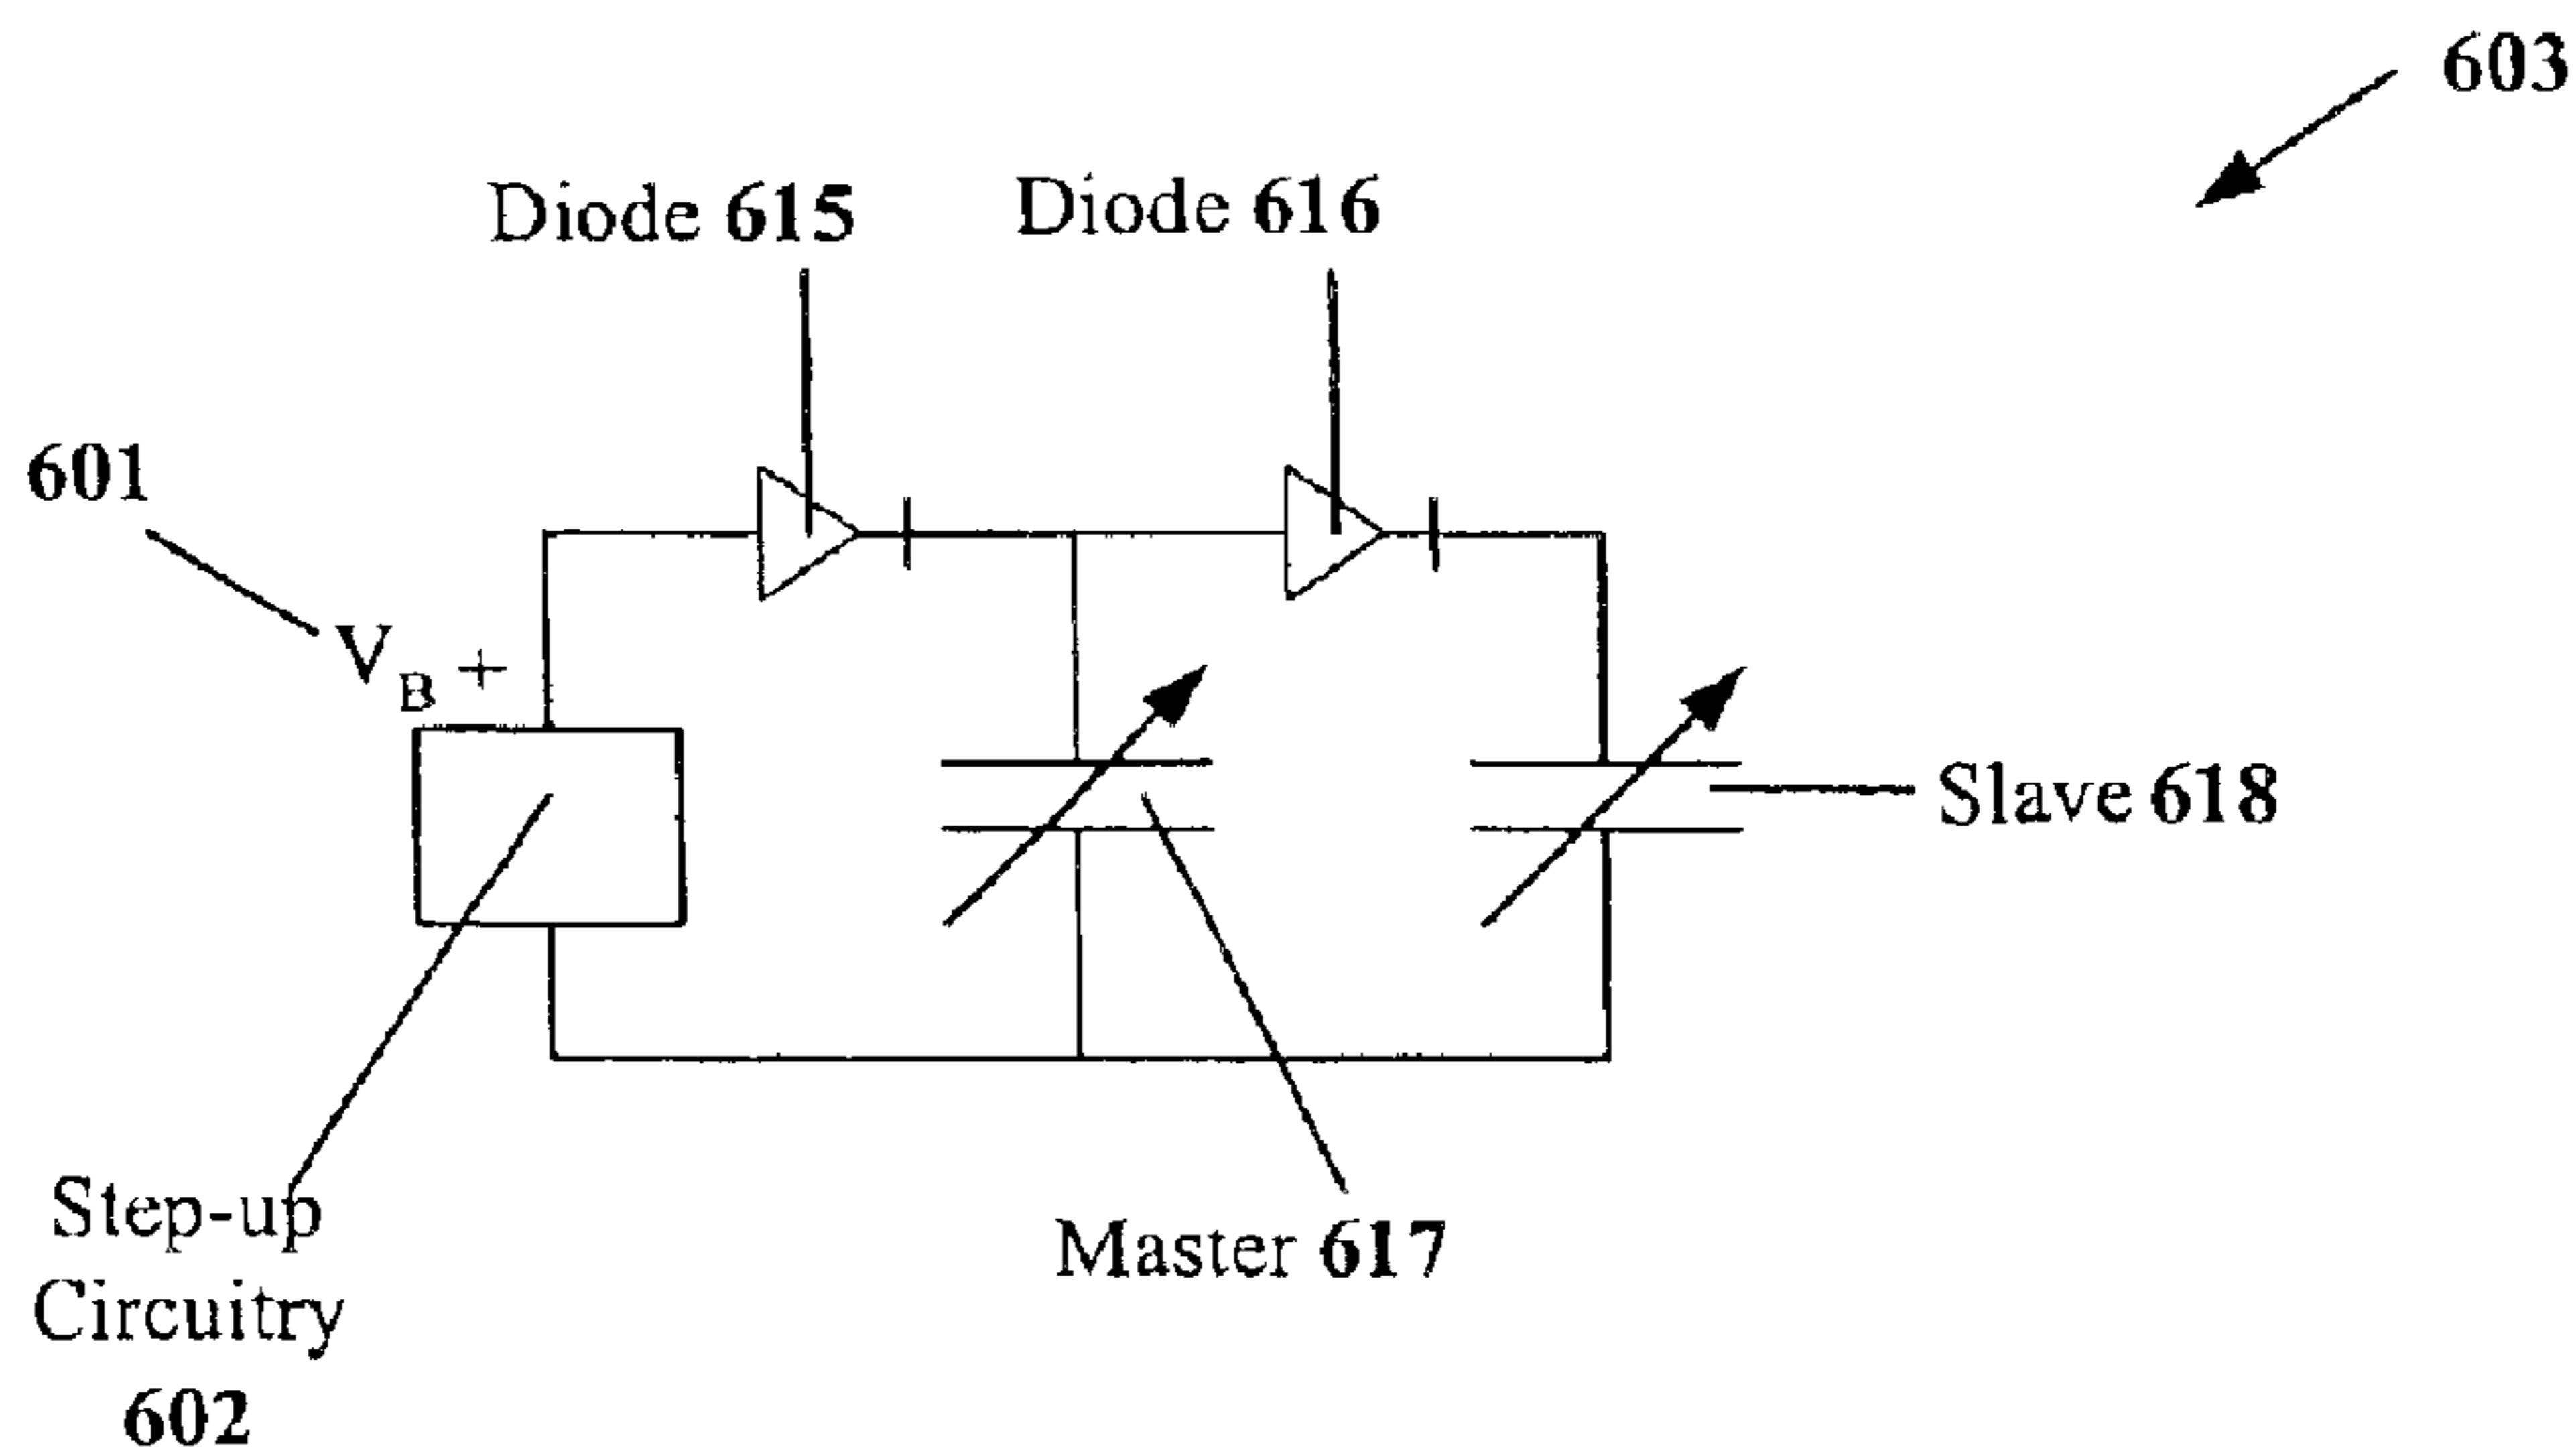 603
Diode 615
Diode 616
601
V_B +
Slave 618
Step-up
Circuitry
602
Master 617